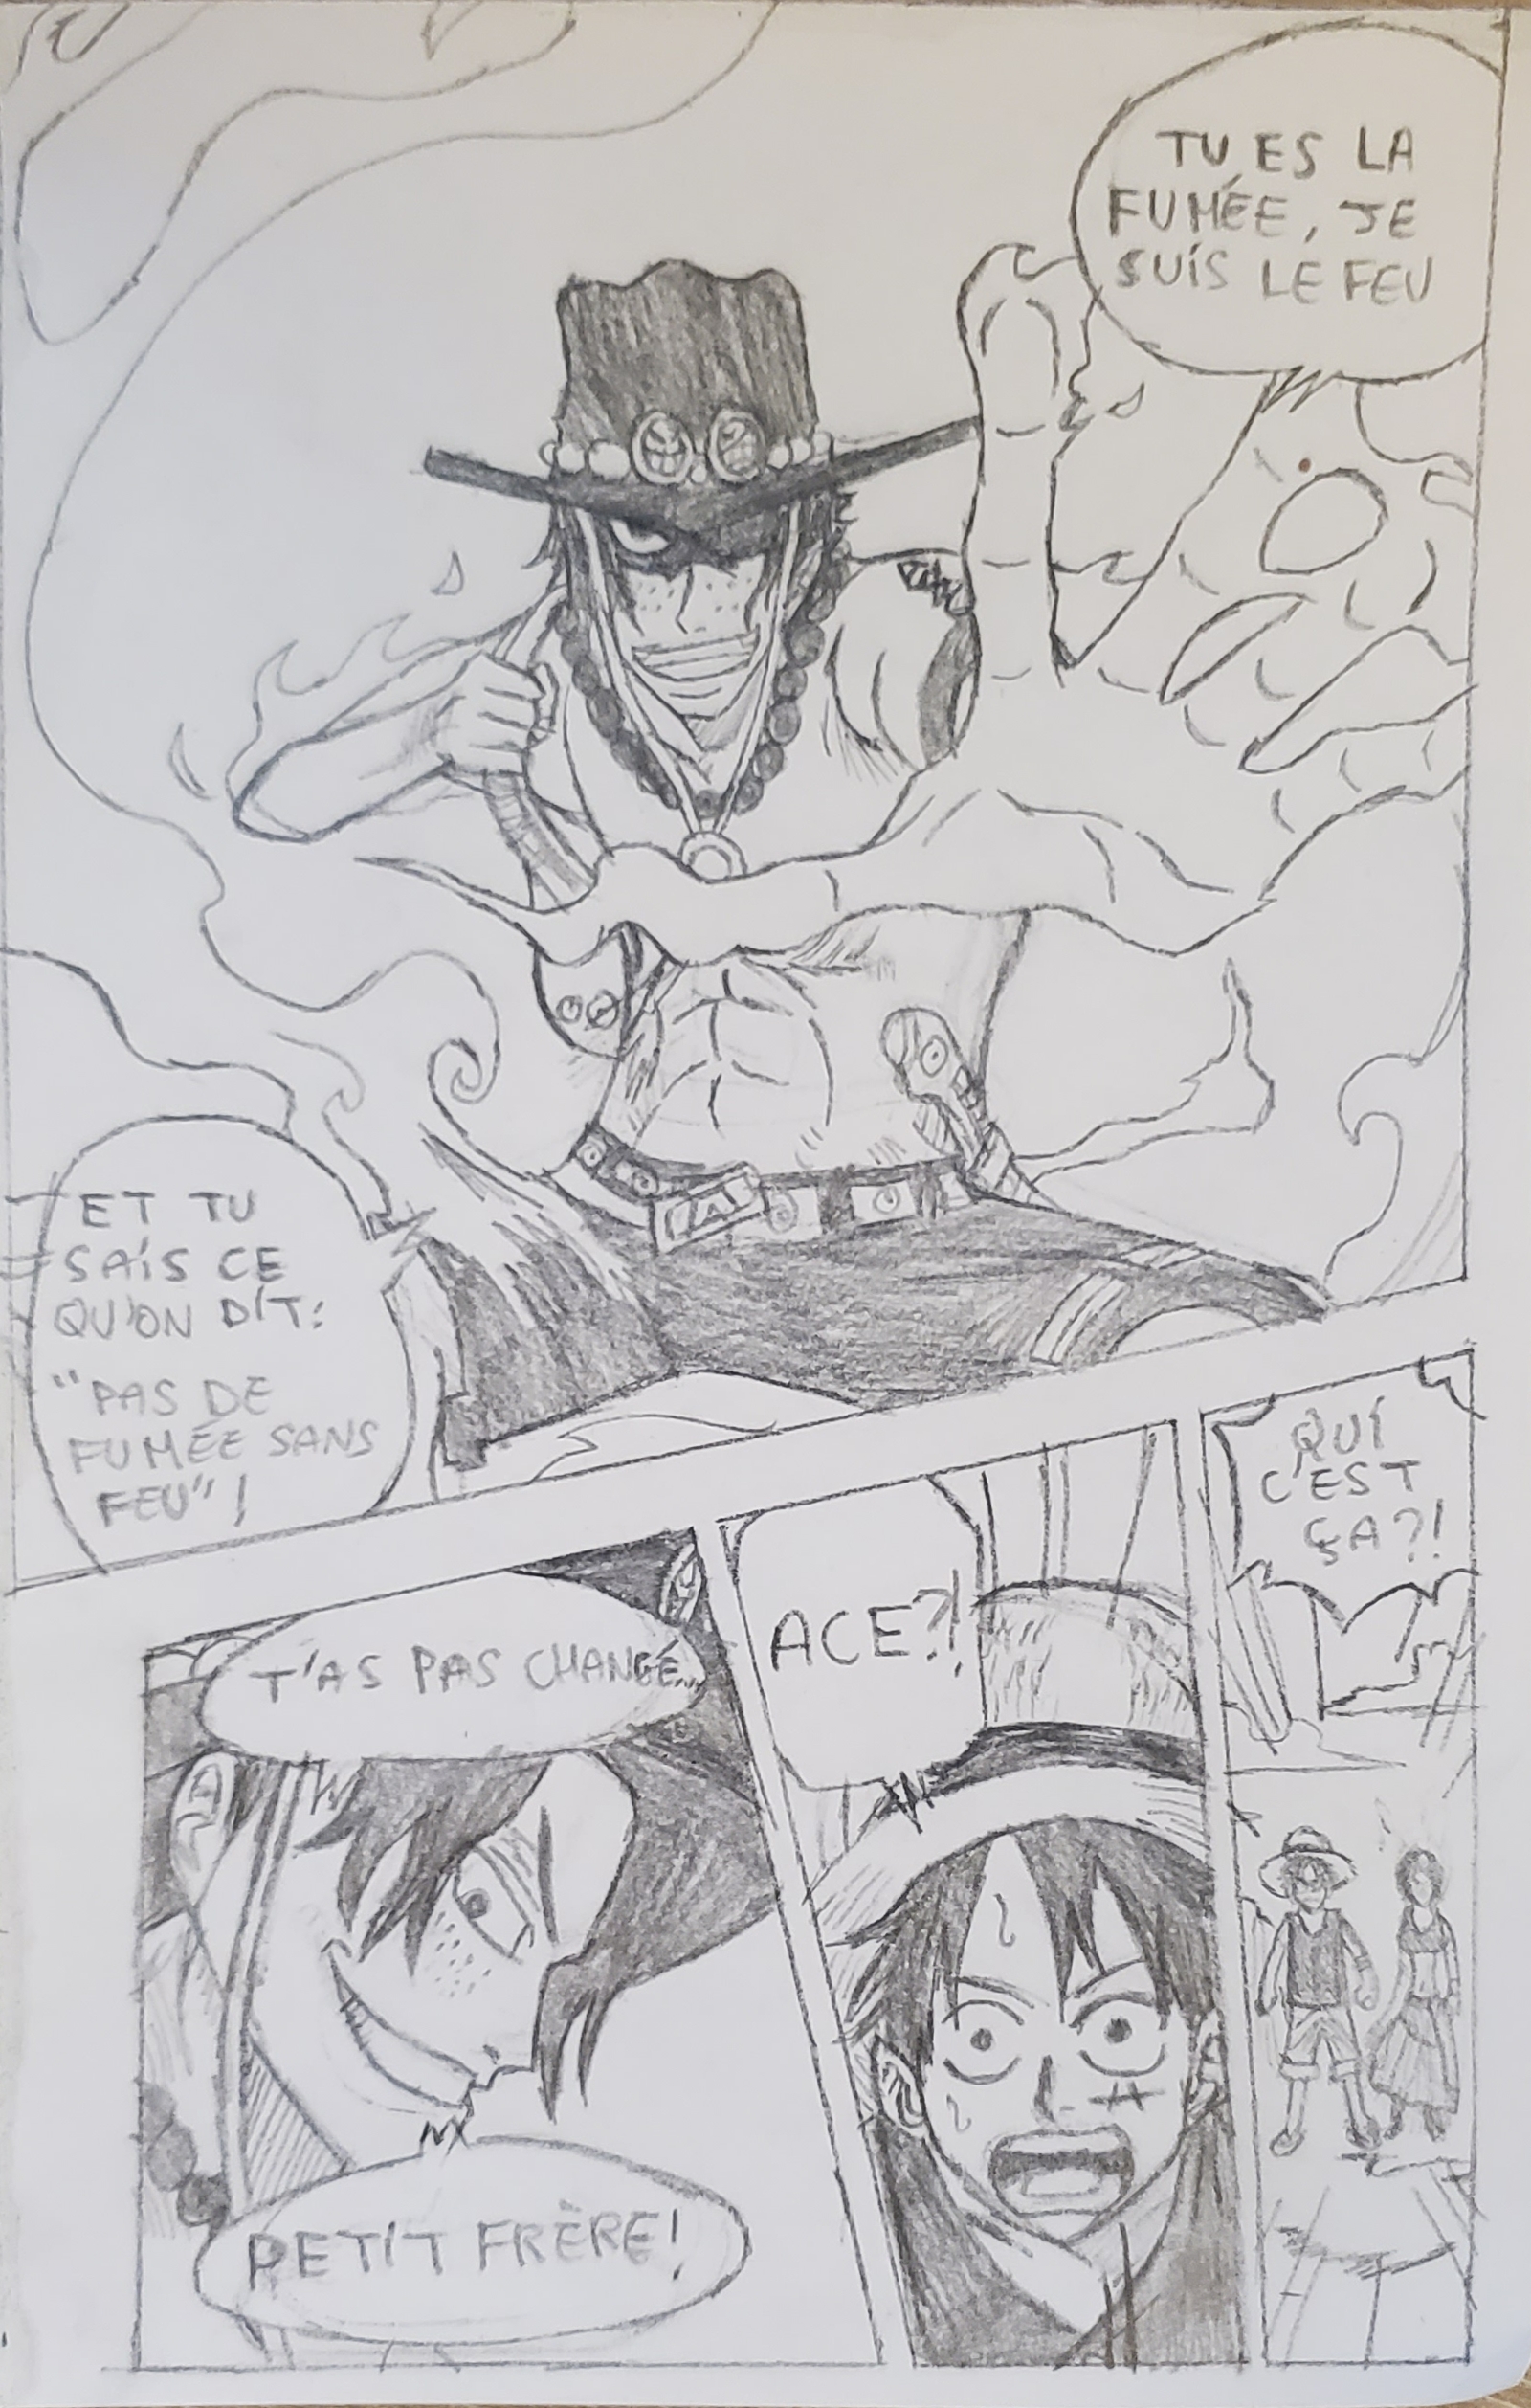 TU ES LA
FUMÉE, JE
SUIS LE FEU
ET TU
SAIS CE
QU'ON DIT:
"PAS DE
FUMÉE SANS
FEU"!
QUI
C'EST
ÇA?!
ACE?!
T'AS PAS CHANGÉ...
PETIT FRÈRE!